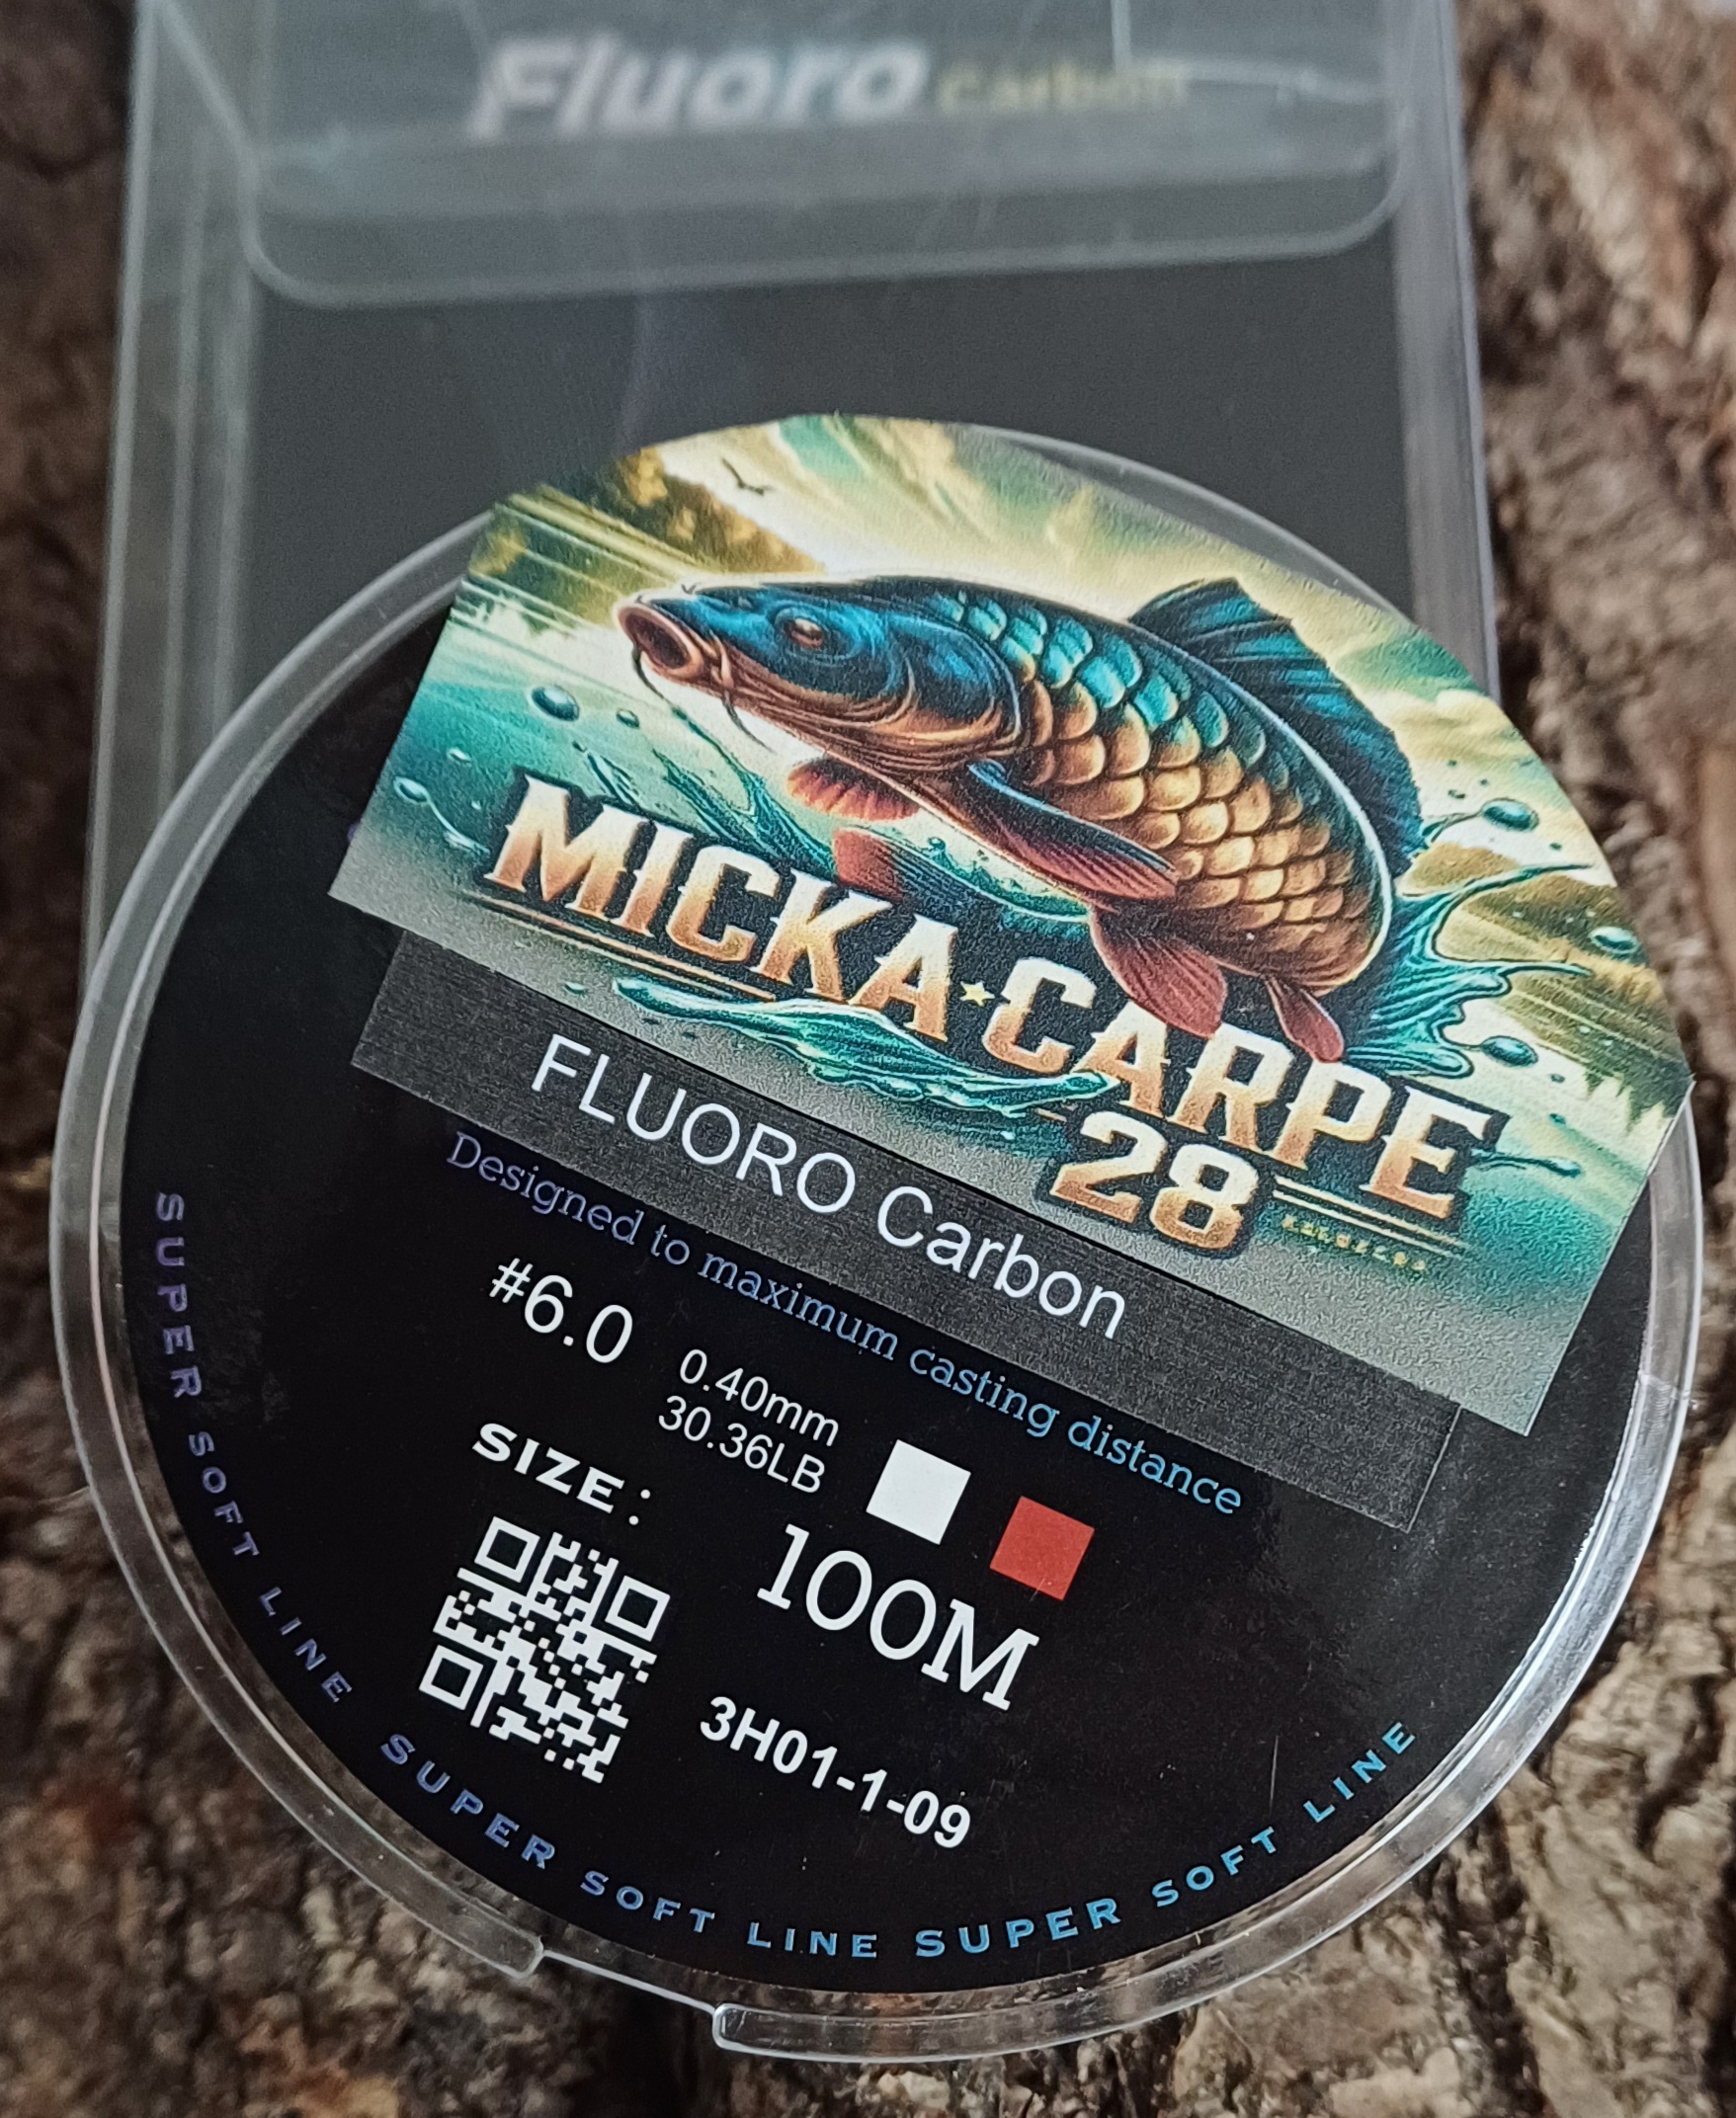 Fluoro Carbon
MICKA★CARPE
28
FLUORO Carbon
Designed to maximum casting distance
#6.0
0.40mm
30.36LB
SIZE:
100M
3H01-1-09
SUPER SOFT LINE SUPER SOFT LINE SUPER SOFT LINE